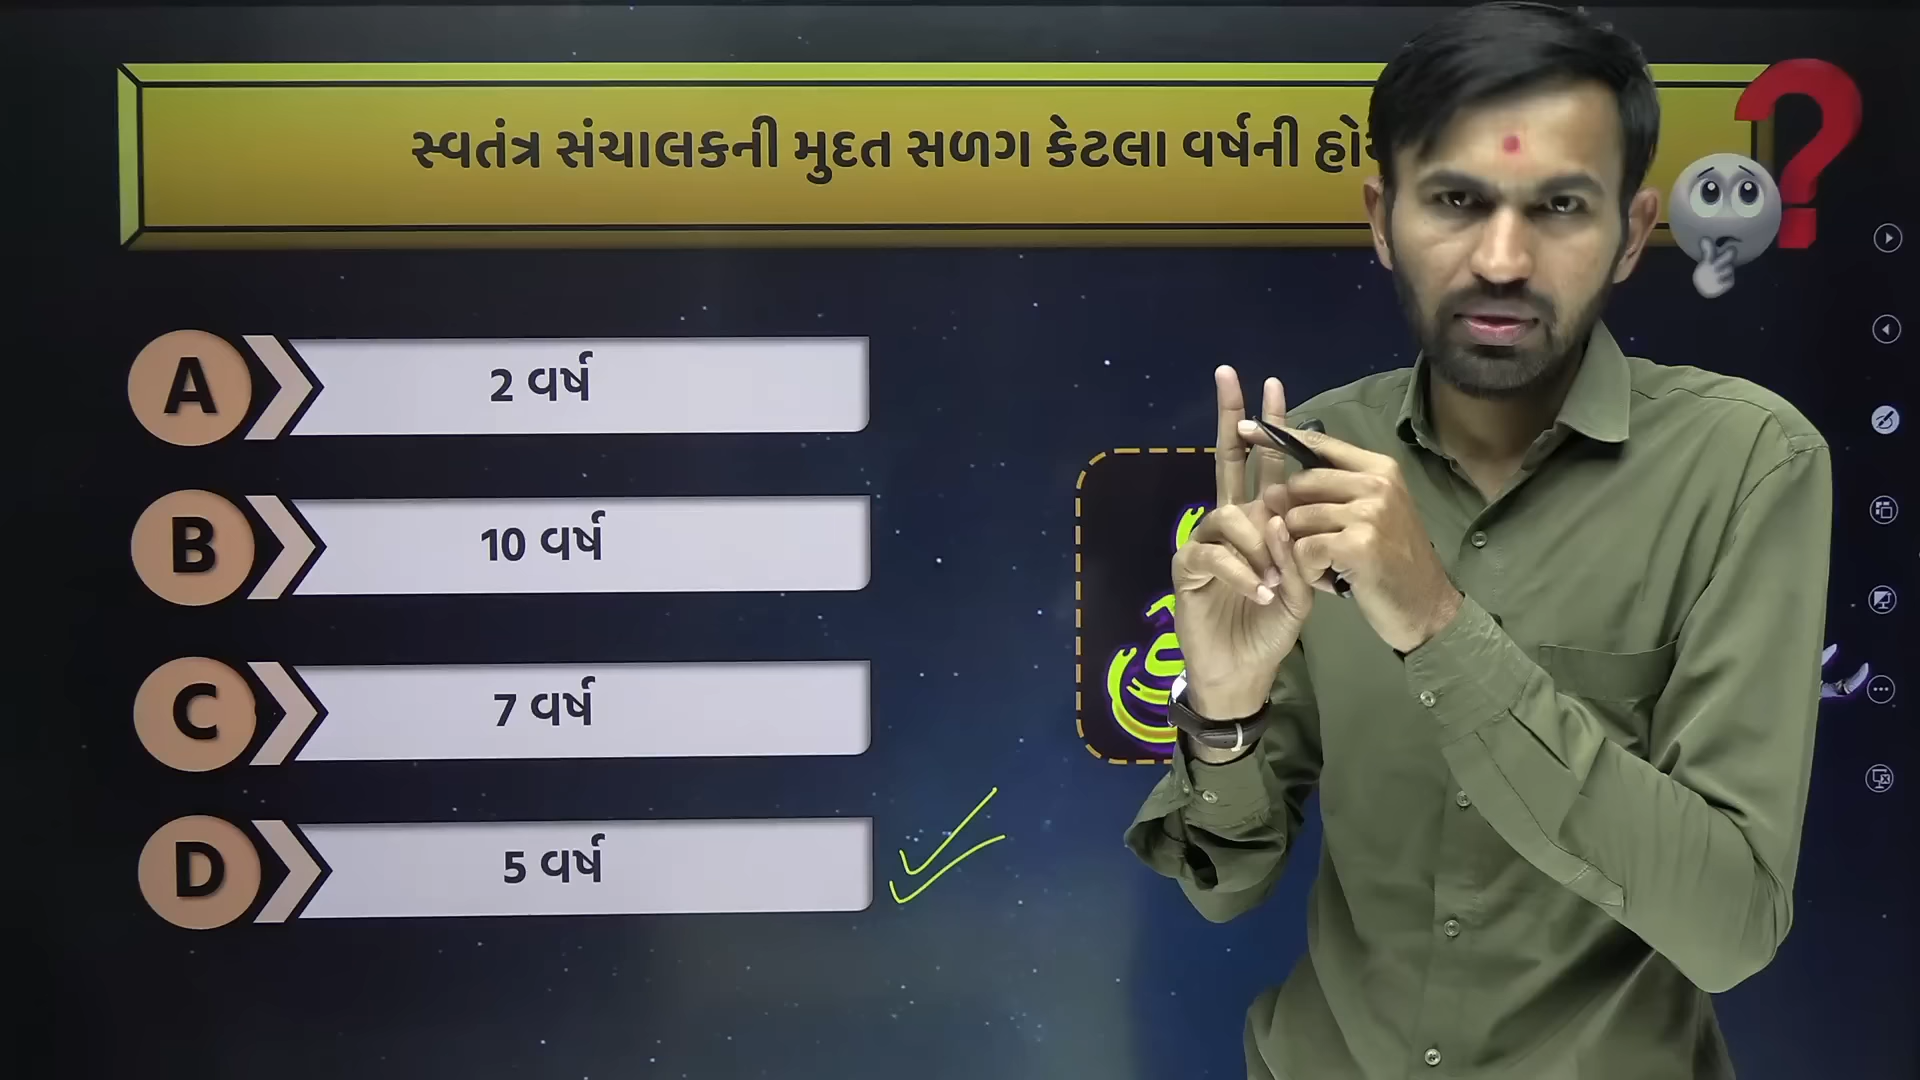 સ્વતંત્ર સંચાલકની મુદત સળગ કેટલા વર્ષની
A 2 વર્ષ
B 10 વર્ષ
C 7 વર્ષ
D 5 વર્ષ